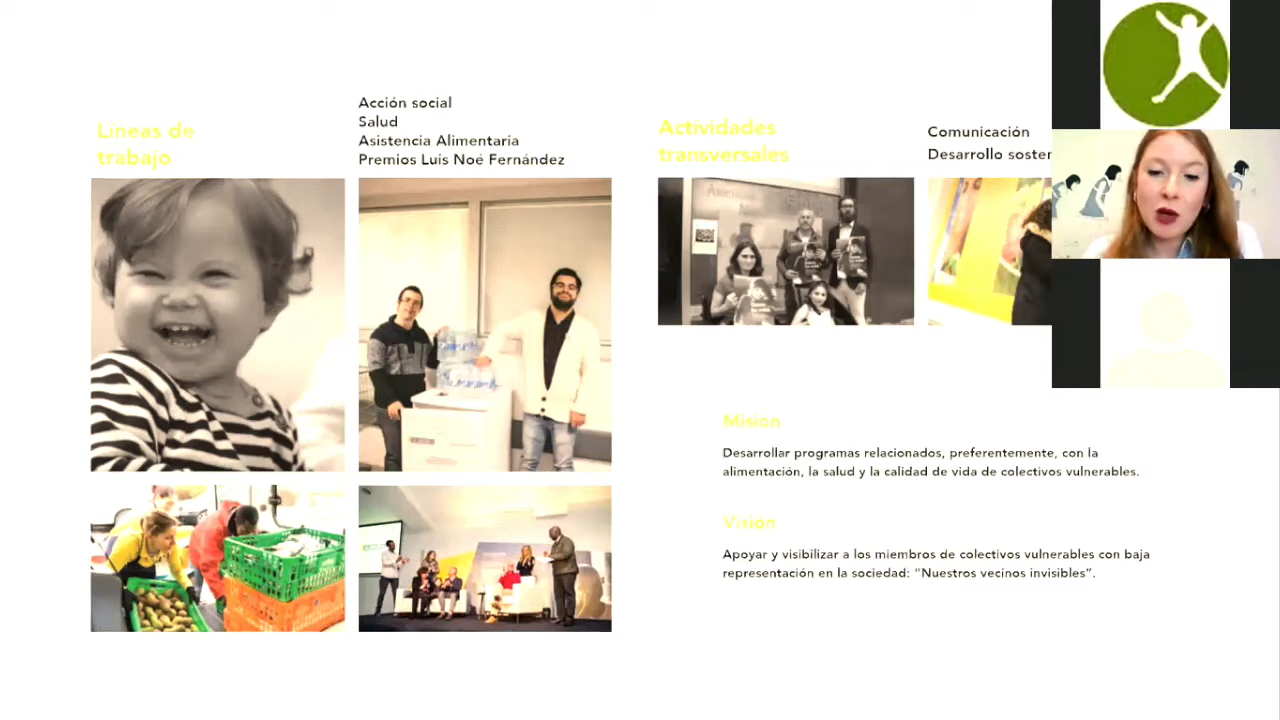 Líneas de
trabajo
Acción social
Salud
Asistencia Alimentaria
Premios Luis Noé Fernández
Actividades
transversales
Comunicación
Desarrollo
Misión
Desarrollar programas relacionados, preferentemente, con la
alimentación, la salud y la calidad de vida de colectivos vulnerables.
Visión
Apoyar y visibilizar a los miembros de colectivos vulnerables con baja
representación en la sociedad: “Nuestros vecinos invisibles”.